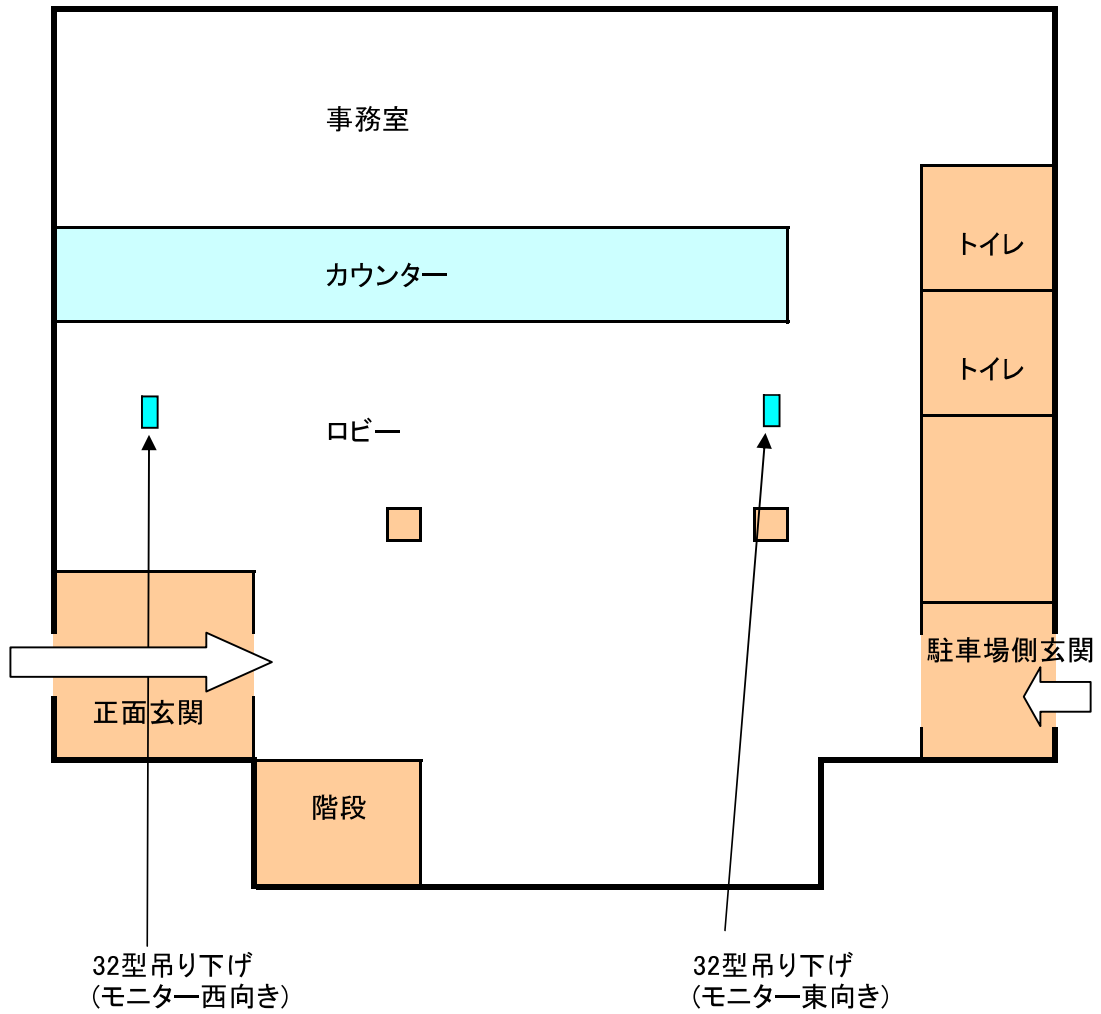 事務室
トイレ
カウンター
トイレ
ロビー
駐車場側玄関
正面玄関
階段
32型吊り下げ
(モニター西向き)
32型吊り下げ
(モニター東向き)